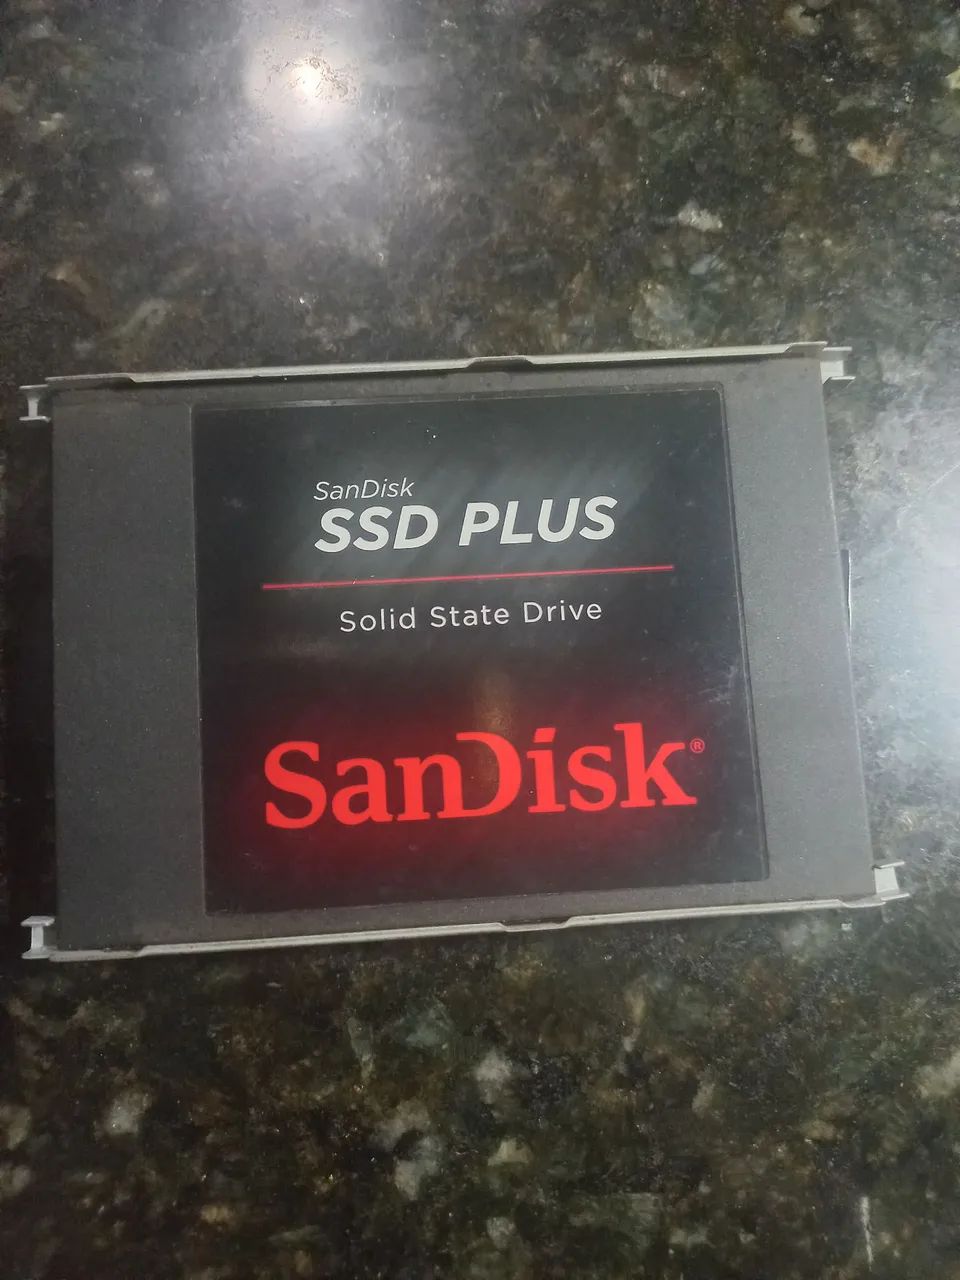 SanDisk
SSD PLUS
Solid State Drive
SanDisk®